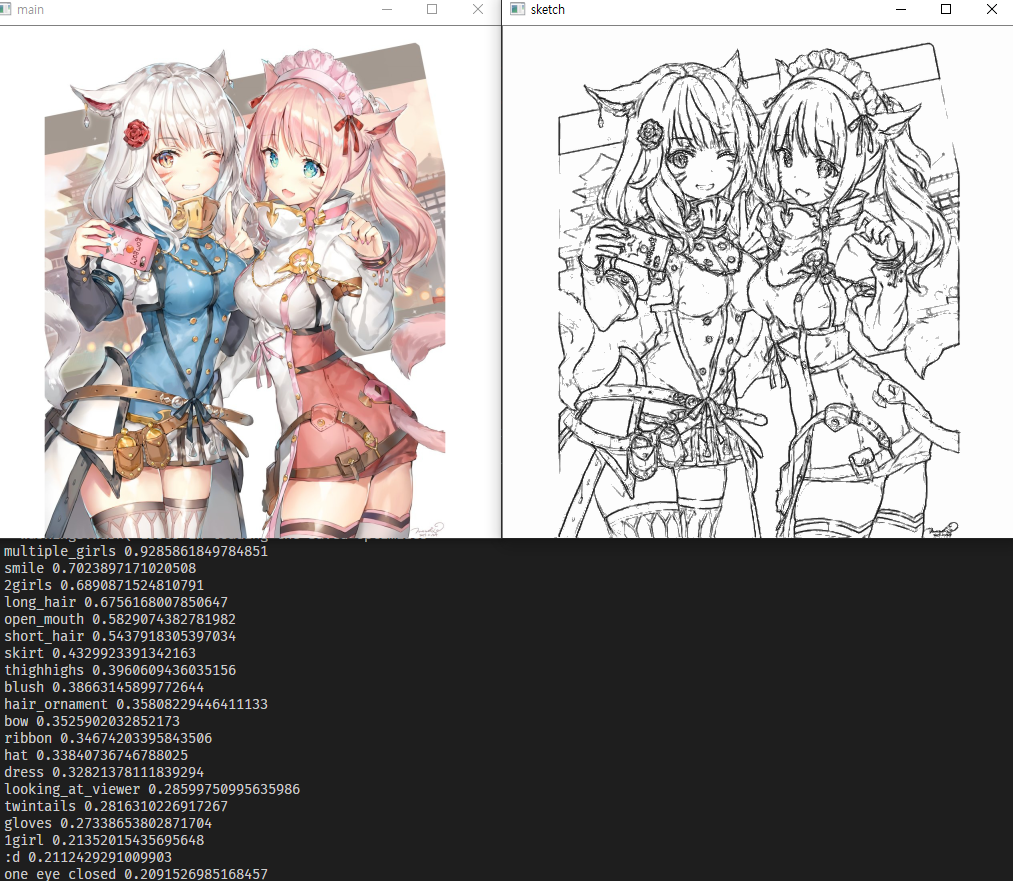 main
sketch
multiple_girls 0.9285861849784851
smile 0.7023897171020508
2girls 0.6890871524810791
long_hair 0.6756168007850647
open_mouth 0.5829074382781982
short_hair 0.5437918305397034
skirt 0.4329923391342163
thighhighs 0.3960609436035156
blush 0.38663145899772644
hair_ornament 0.35808229446411133
bow 0.3525902032852173
ribbon 0.34674203395843506
hat 0.33840736746788025
dress 0.32821378111839294
looking_at_viewer 0.28599750995635986
twintails 0.2816310226917267
gloves 0.27338653802871704
1girl 0.21352015435695648
:d 0.2112429291009903
one_eye_closed 0.2091526985168457